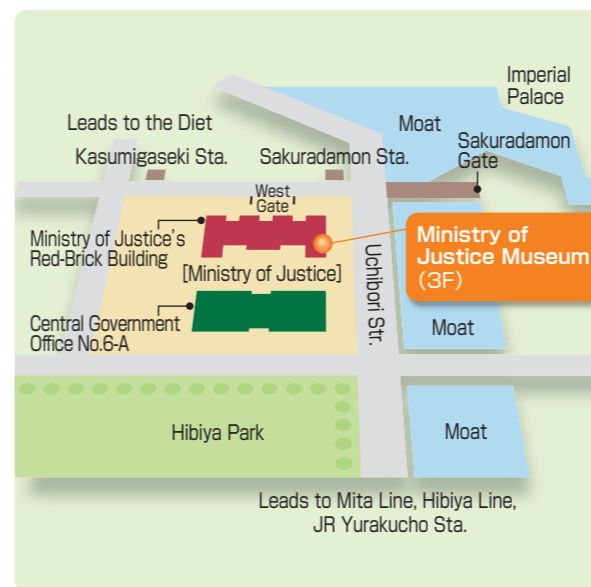 Imperial
Palace
Leads to the Diet
Moat
Kasumigaseki Sta.
Sakuradamon Sta.
Sakuradamon
Gate
West
Gate
Ministry of Justice's
Red-Brick Building
Ministry of
Justice Museum
(3F)
[Ministry of Justice]
Uchibori Str.
Central Government
Office No.6-A
Moat
Hibiya Park
Moat
Leads to Mita Line, Hibiya Line,
JR Yurakucho Sta.